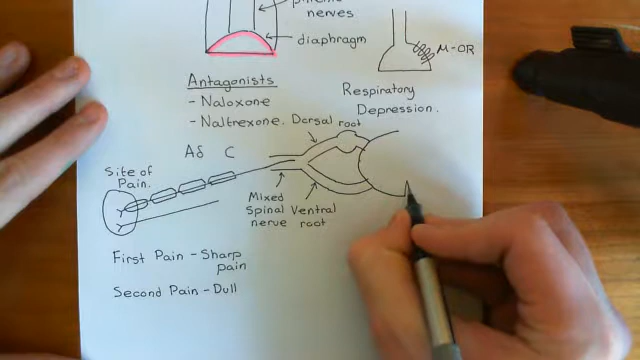 nerves
diaphragm
μ-OR
Antagonists
- Naloxone
- Naltrexone.
Respiratory
Depression.
Dorsal root
Aδ C
Site of
Pain.
Mixed
Spinal
nerve
Ventral
root
First Pain - Sharp
pain
Second Pain - Dull